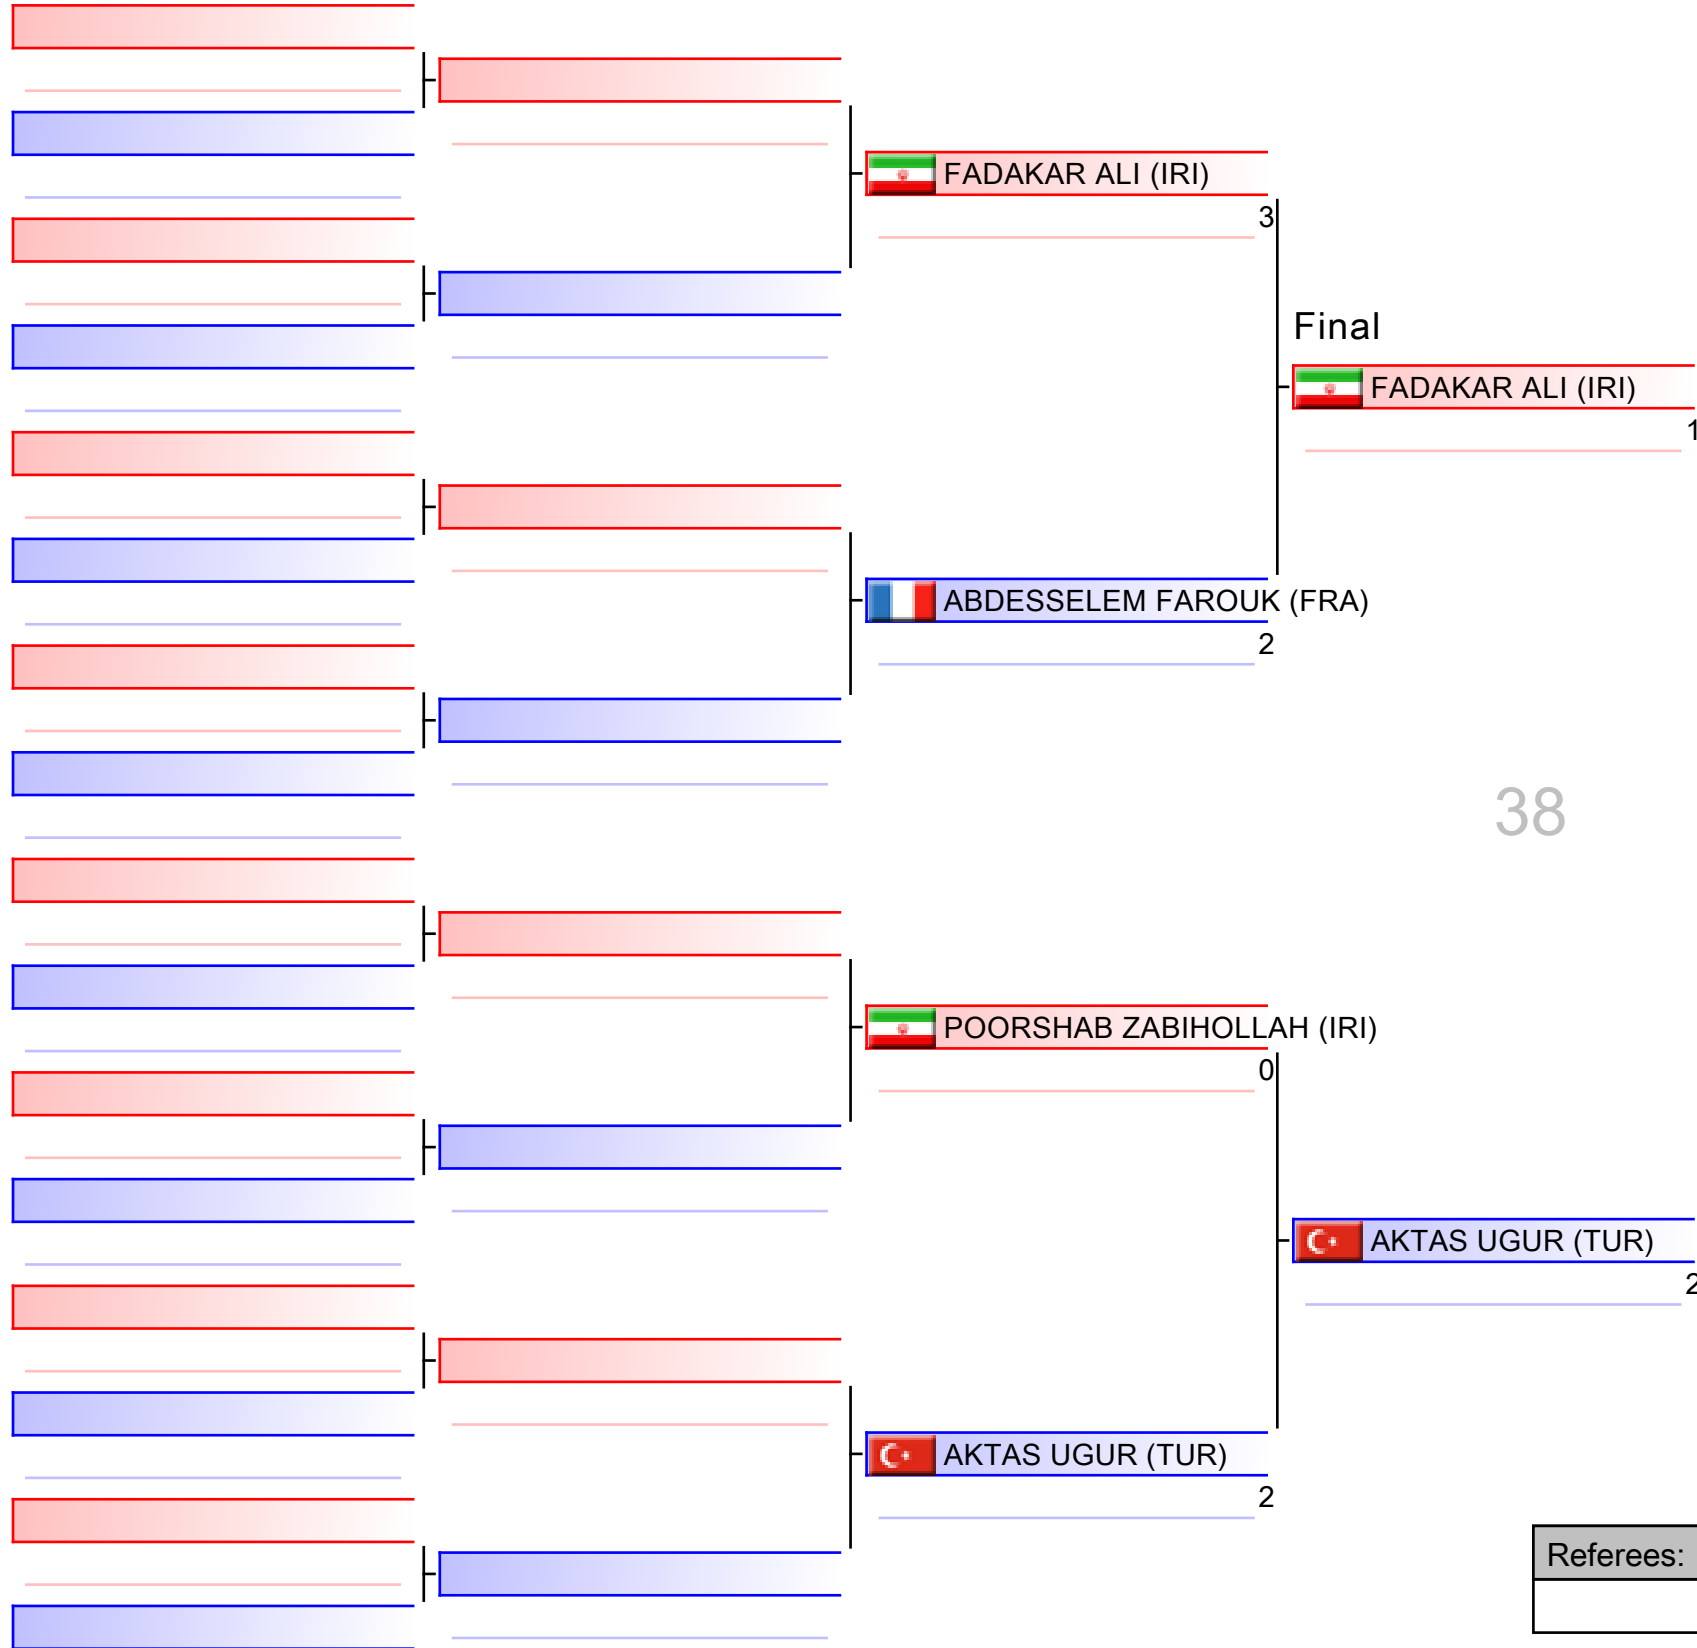 FADAKAR ALI (IRI)
3
Final
FADAKAR ALI (IRI)
1
ABDESSELEM FAROUK (FRA)
2
38
POORSHAB ZABIHOLLAH (IRI)
0
AKTAS UGUR (TUR)
2
AKTAS UGUR (TUR)
2
Referees: